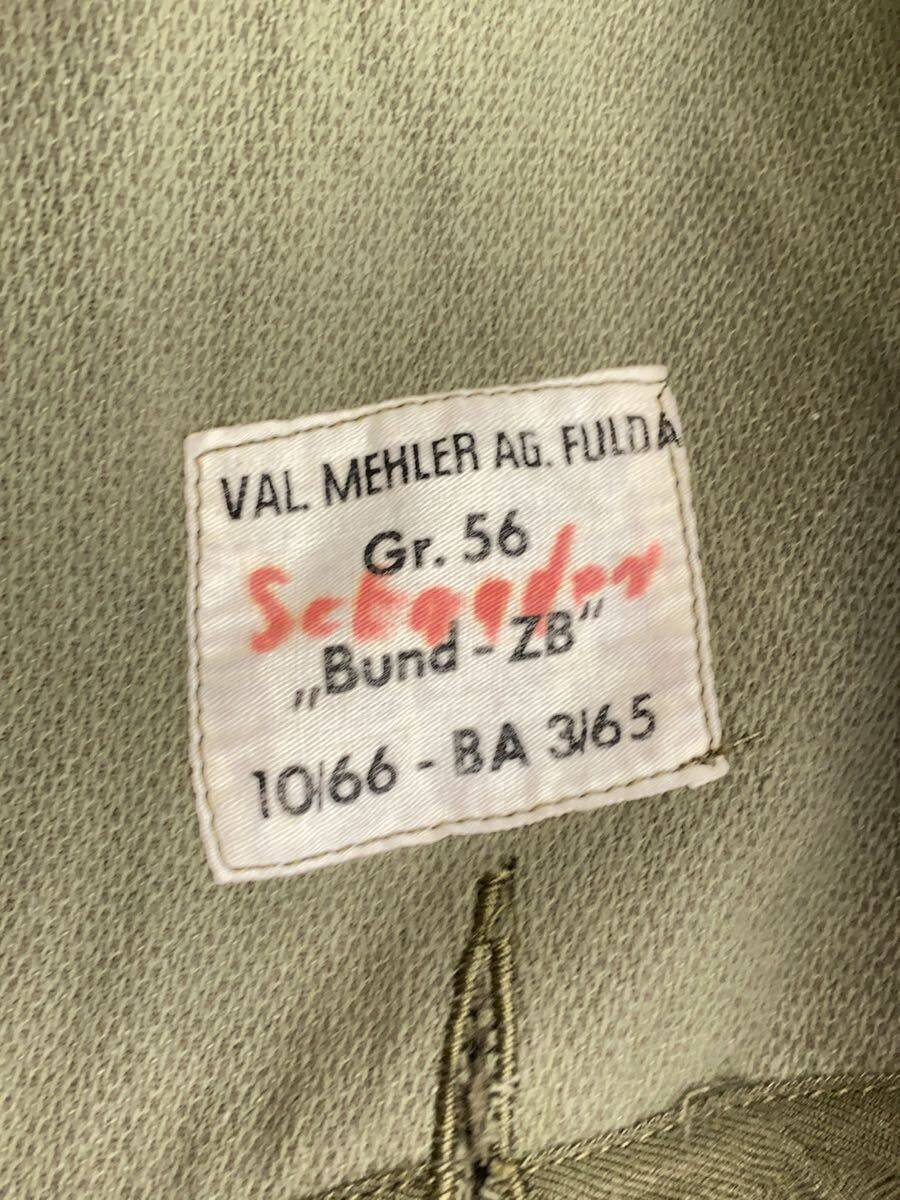 VAL. MEHLER AG. FULDA
Gr. 56
„Bund - ZB“
10/66 - BA 3/65